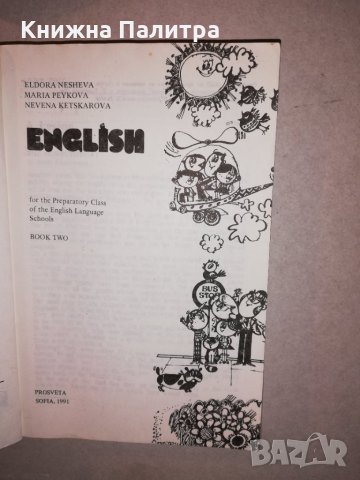 Книжна Палитра
ELDORA NESHEVA
MARIA PEYKOVA
NEVENA KETSKAROVA
ENGLISH
for the Preparatory Class
of the English Language
Schools
BOOK TWO
BUS
STOP
PROSVETA
SOFIA, 1991
BAZAR